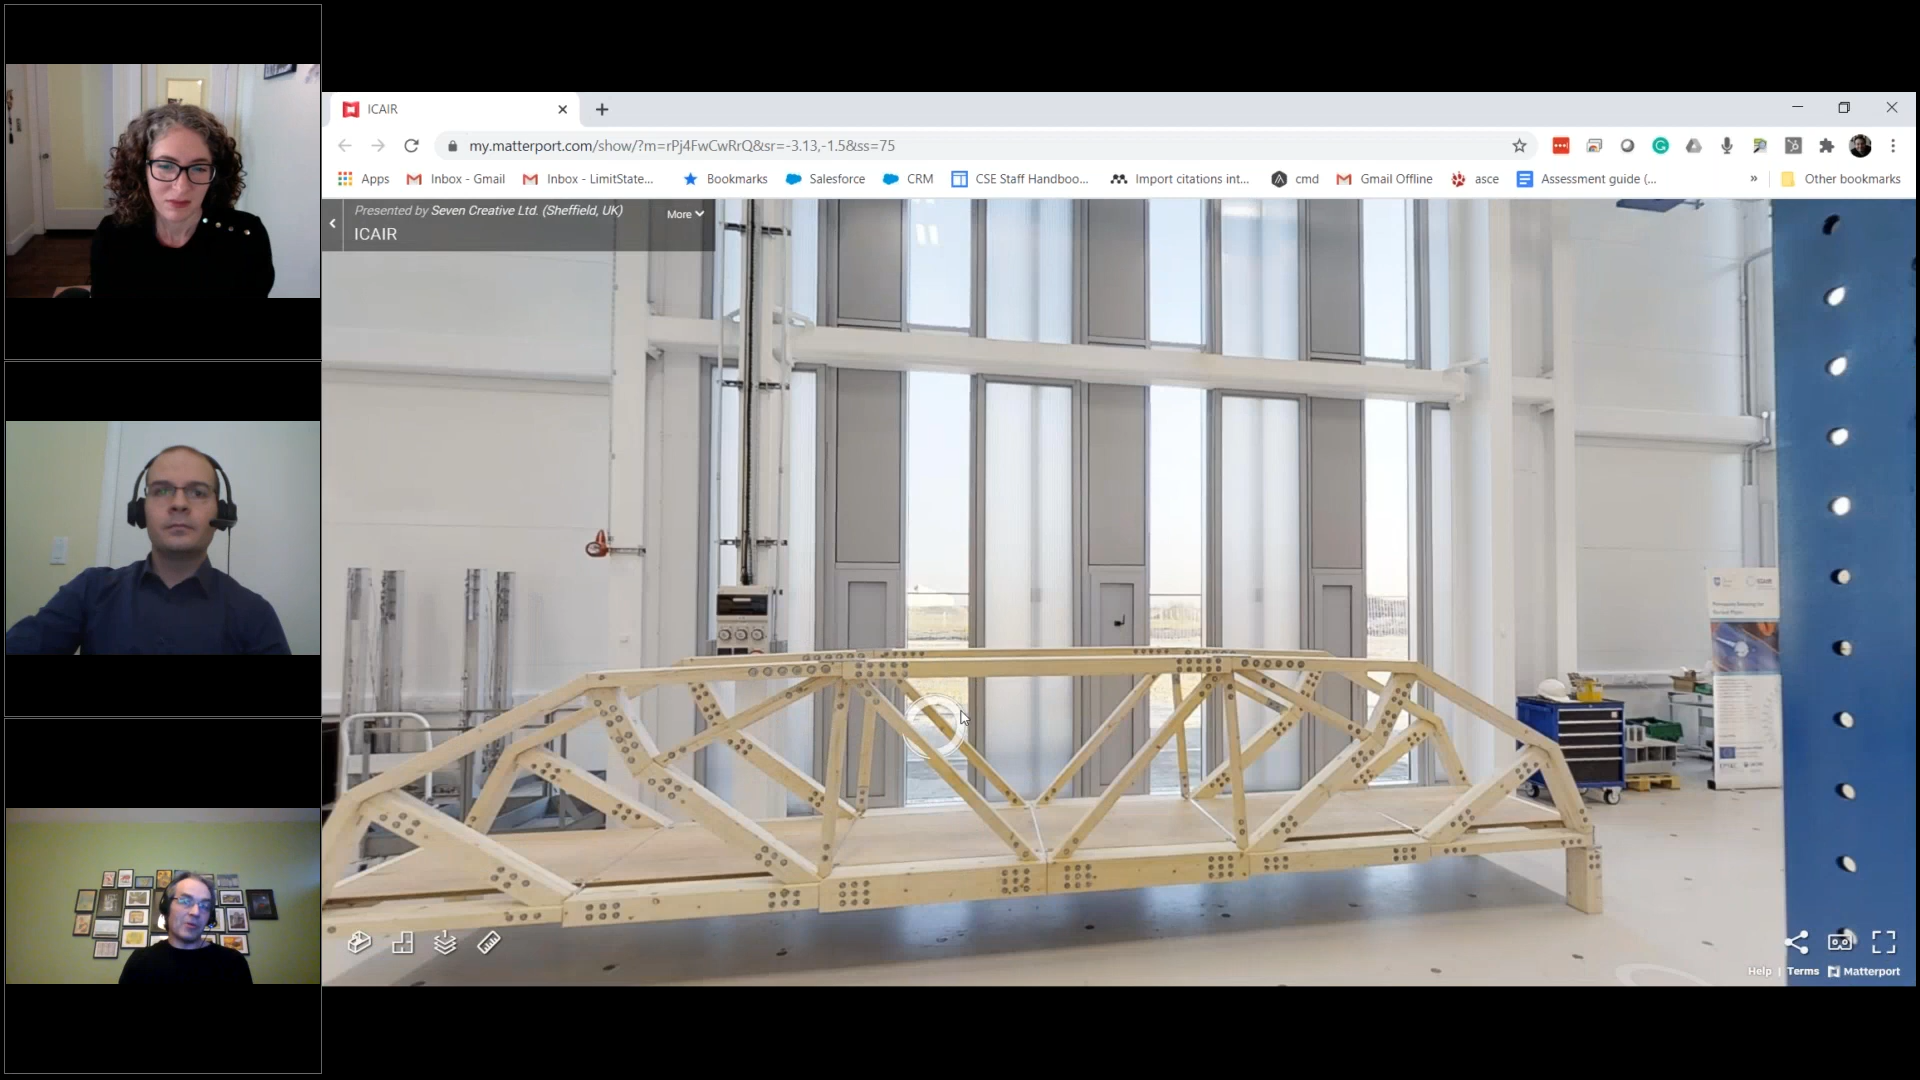 ICAIR
my.matterport.com/show/?m=rPj4FwCwRrQ&sr=-3.13,-1.5&ss=75
Apps Inbox - Gmail Inbox - LimitState... Bookmarks Salesforce CRM CSE Staff Handboo... Import citations int... cmd Gmail Offline asce Assessment guide (... » Other bookmarks
Presented by Seven Creative Ltd. (Sheffield, UK)
More
ICAIR
1
Help | Terms Matterport